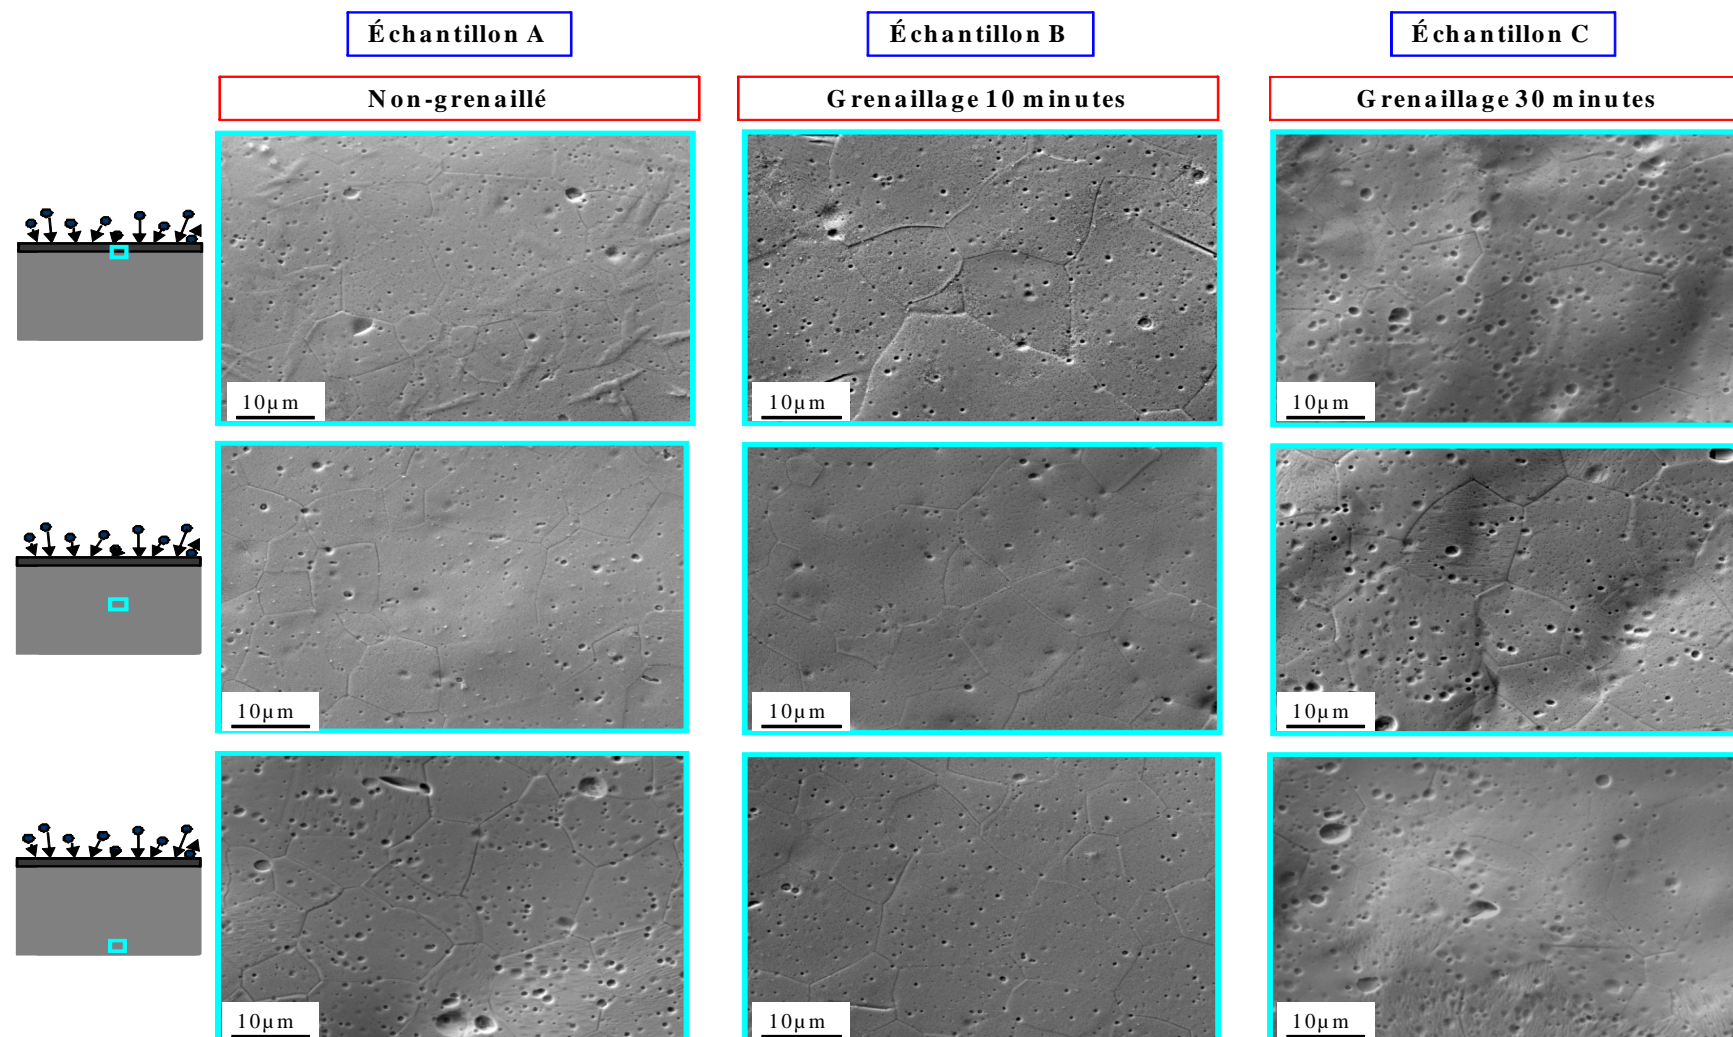 Échantillon A
Échantillon B
Échantillon C
Non-grenaillé
Grenaillage 10 minutes
Grenaillage 30 minutes
10µm
10µm
10µm
10µm
10µm
10µm
10µm
10µm
10µm